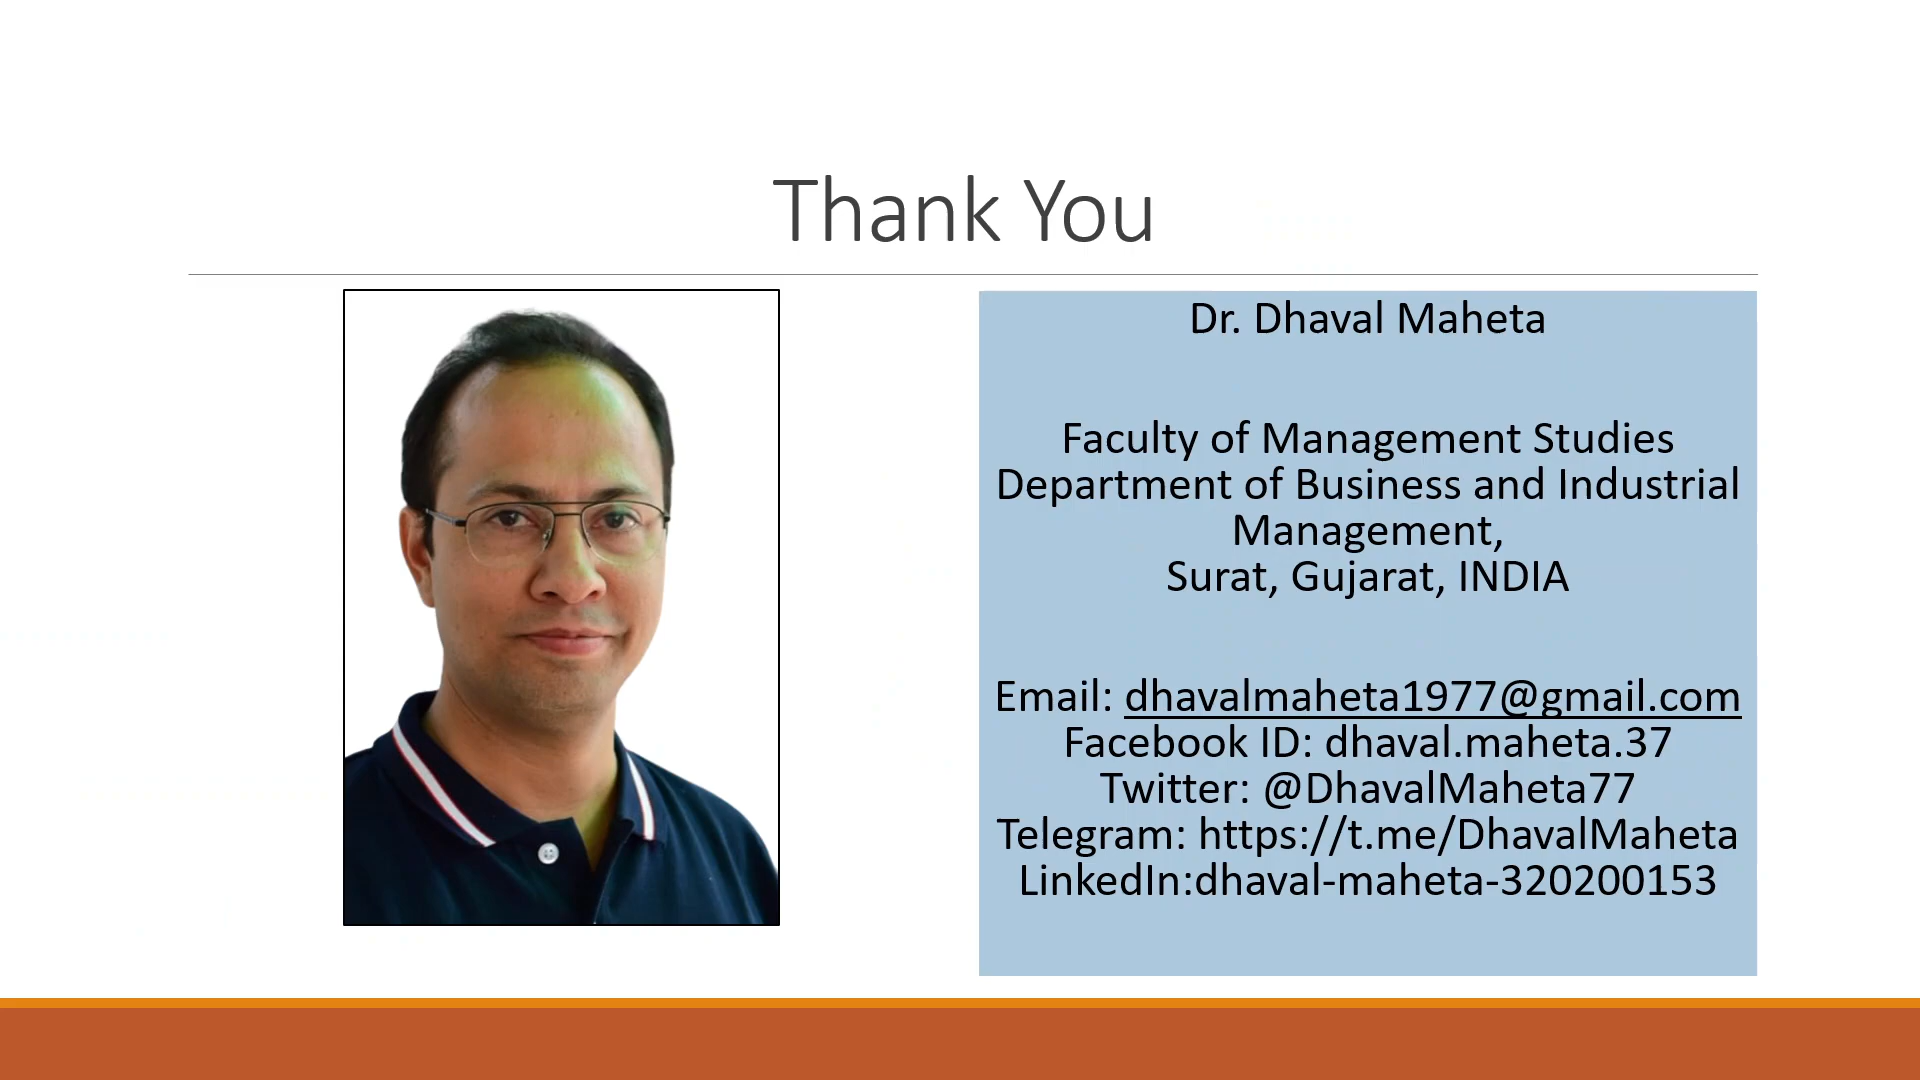 Thank You
Dr. Dhaval Maheta
Faculty of Management Studies
Department of Business and Industrial
Management,
Surat, Gujarat, INDIA
Email: dhavalmaheta1977@gmail.com
Facebook ID: dhaval.maheta.37
Twitter: @DhavalMaheta77
Telegram: https://t.me/DhavalMaheta
LinkedIn:dhaval-maheta-320200153